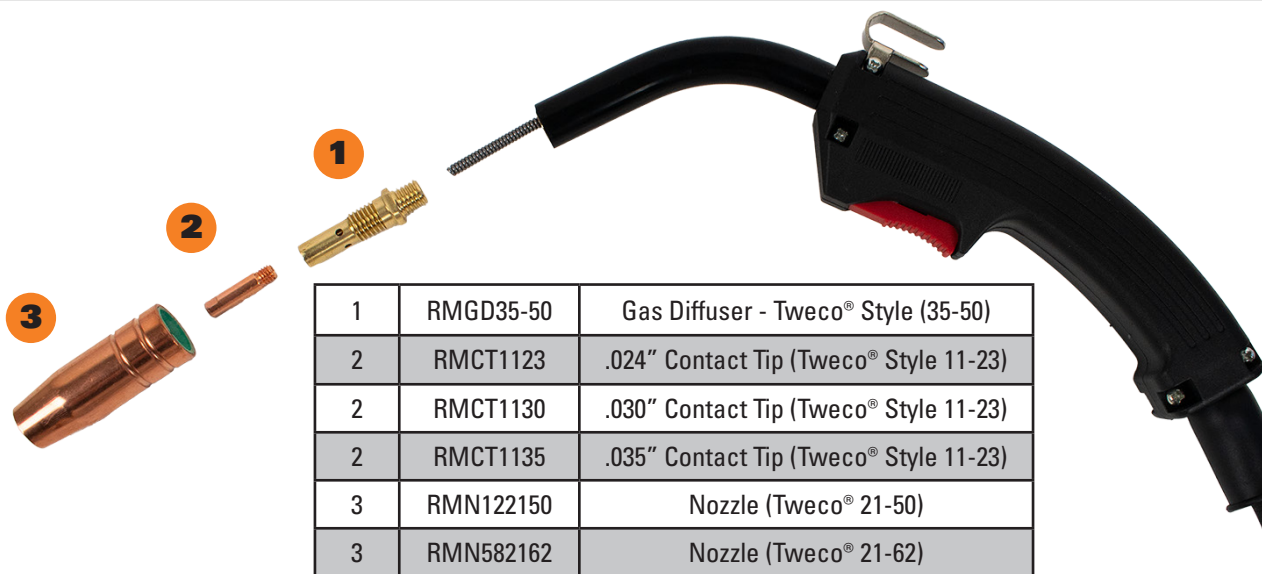 1
2
3
1 RMGD35-50 Gas Diffuser - Tweco® Style (35-50)
2 RMCT1123 .024” Contact Tip (Tweco® Style 11-23)
2 RMCT1130 .030” Contact Tip (Tweco® Style 11-23)
2 RMCT1135 .035” Contact Tip (Tweco® Style 11-23)
3 RMN122150 Nozzle (Tweco® 21-50)
3 RMN582162 Nozzle (Tweco® 21-62)